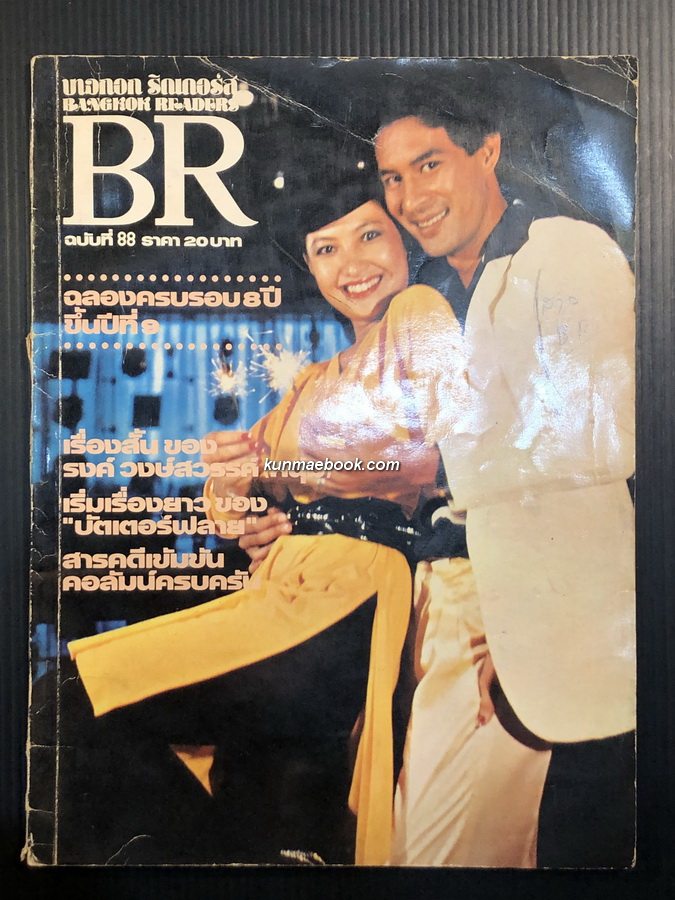 บางกอก รีดเดอร์ส
BANGKOK READERS
BR
ฉบับที่ 88 ราคา 20 บาท
ฉลองครบรอบ 8 ปี
ขึ้นปีที่ 9
เรื่องสั้น ของ
รงค์ วงษ์สวรรค์
kunmaebook.com
เริ่มเรื่องยาว ของ
"บัตเตอร์ฟลาย"
สารคดีเข้มข้น
คอลัมน์ครบครัน